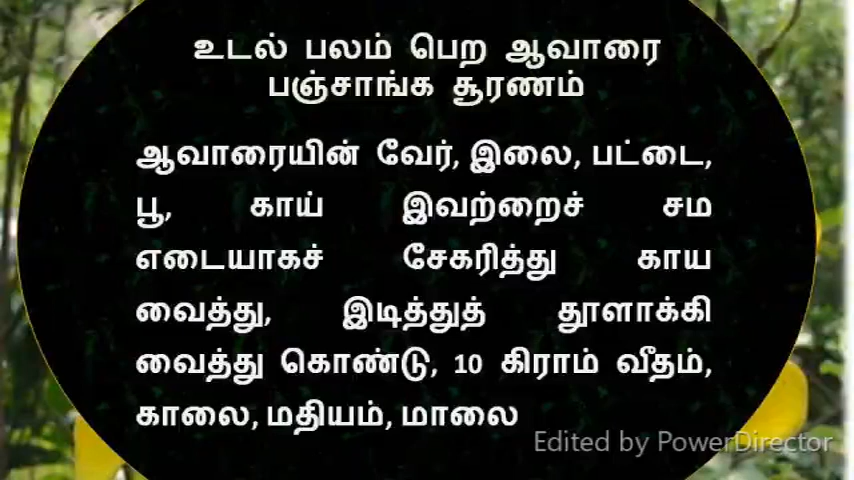 உடல் பலம் பெற ஆவாரை
பஞ்சாங்க சூரணம்
ஆவாரையின் வேர், இலை, பட்டை,
பூ, காய் இவற்றைச் சம
எடையாகச் சேகரித்து காய
வைத்து, இடித்துத் தூளாக்கி
வைத்து கொண்டு, 10 கிராம் வீதம்,
காலை, மதியம், மாலை
Edited by PowerDirector